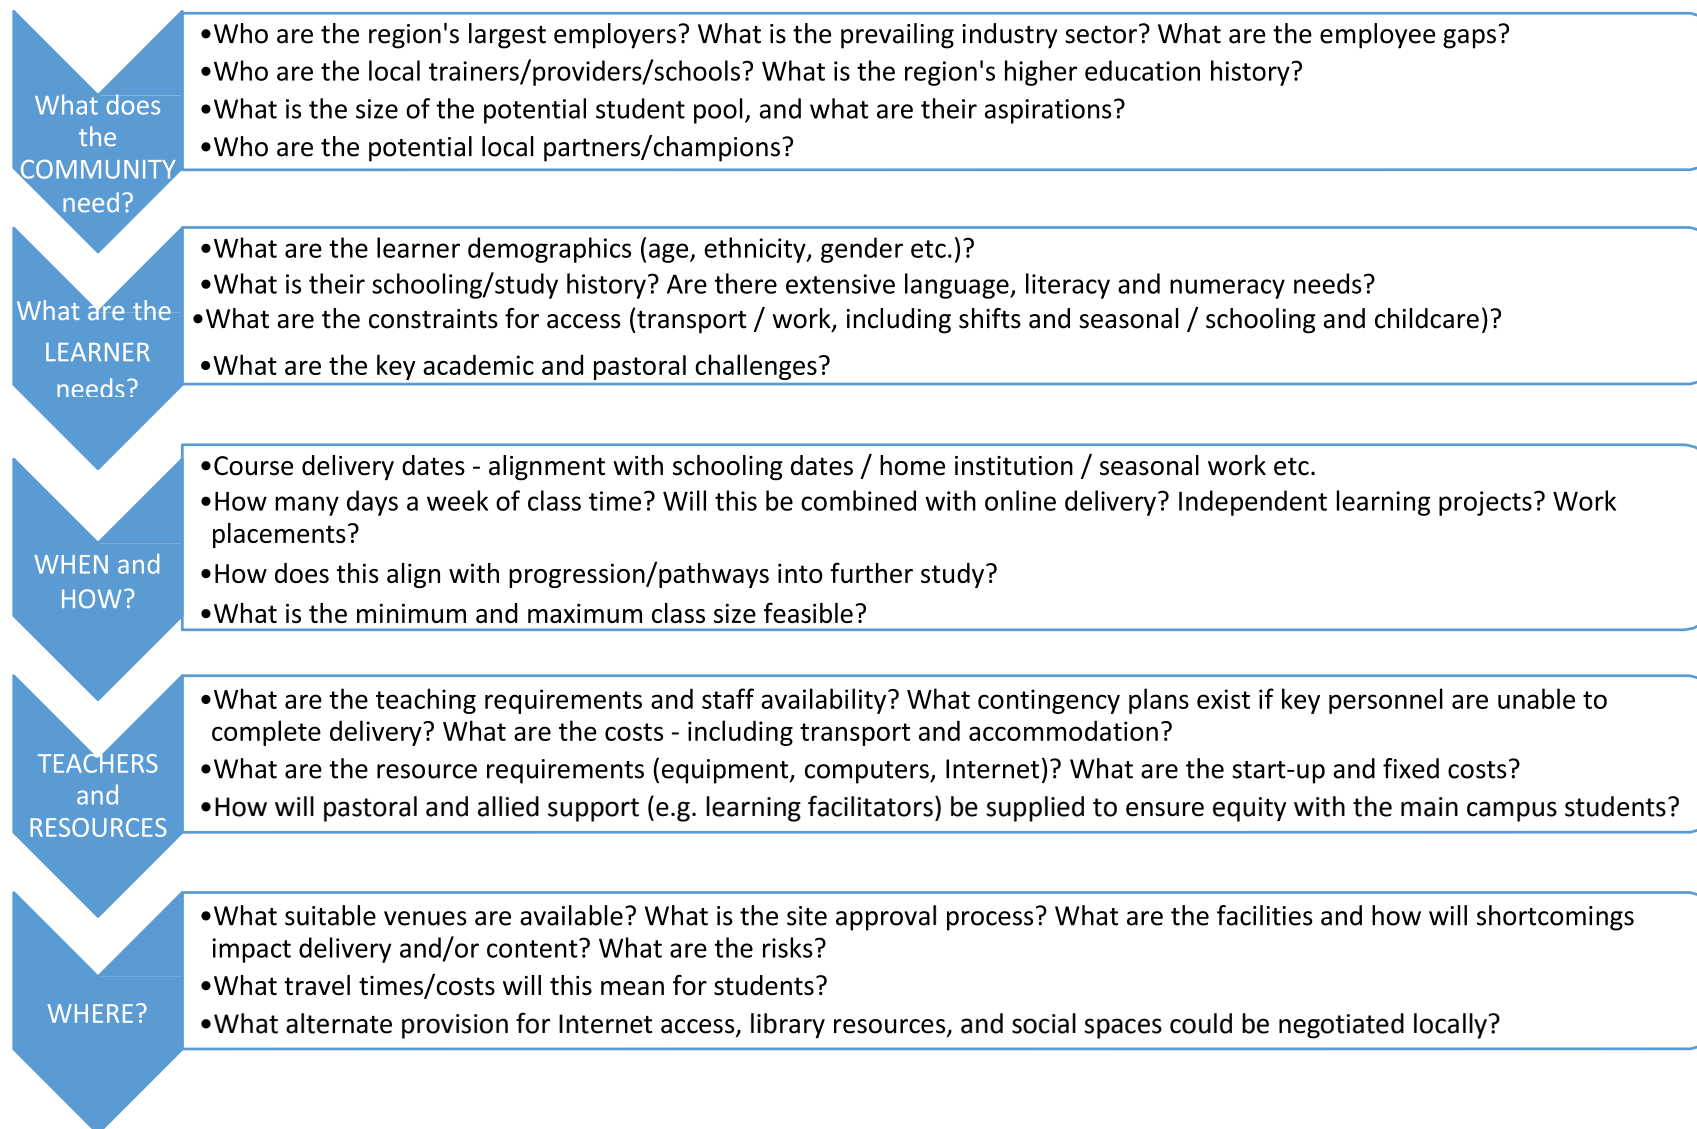 What does
the
COMMUNITY
need?
•Who are the region's largest employers? What is the prevailing industry sector? What are the employee gaps?
•Who are the local trainers/providers/schools? What is the region's higher education history?
•What is the size of the potential student pool, and what are their aspirations?
•Who are the potential local partners/champions?
What are the
LEARNER
needs?
•What are the learner demographics (age, ethnicity, gender etc.)?
•What is their schooling/study history? Are there extensive language, literacy and numeracy needs?
•What are the constraints for access (transport / work, including shifts and seasonal / schooling and childcare)?
•What are the key academic and pastoral challenges?
WHEN and
HOW?
•Course delivery dates - alignment with schooling dates / home institution / seasonal work etc.
•How many days a week of class time? Will this be combined with online delivery? Independent learning projects? Work
placements?
•How does this align with progression/pathways into further study?
•What is the minimum and maximum class size feasible?
TEACHERS
and
RESOURCES
•What are the teaching requirements and staff availability? What contingency plans exist if key personnel are unable to
complete delivery? What are the costs - including transport and accommodation?
•What are the resource requirements (equipment, computers, Internet)? What are the start-up and fixed costs?
•How will pastoral and allied support (e.g. learning facilitators) be supplied to ensure equity with the main campus students?
WHERE?
•What suitable venues are available? What is the site approval process? What are the facilities and how will shortcomings
impact delivery and/or content? What are the risks?
•What travel times/costs will this mean for students?
•What alternate provision for Internet access, library resources, and social spaces could be negotiated locally?